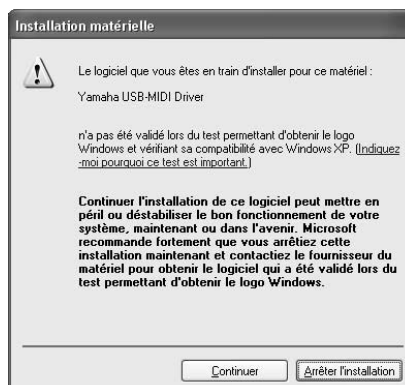 Installation matérielle
Le logiciel que vous êtes en train d'installer pour ce matériel :
Yamaha USB-MIDI Driver
n'a pas été validé lors du test permettant d'obtenir le logo
Windows et vérifiant sa compatibilité avec Windows XP. (Indiquez
-moi pourquoi ce test est important.)
Continuer l'installation de ce logiciel peut mettre en
péril ou déstabiliser le bon fonctionnement de votre
système, maintenant ou dans l'avenir. Microsoft
recommande fortement que vous arrêtiez cette
installation maintenant et contactiez le fournisseur du
matériel pour obtenir le logiciel qui a été validé lors du
test permettant d'obtenir le logo Windows.
Continuer Arrêter l'installation